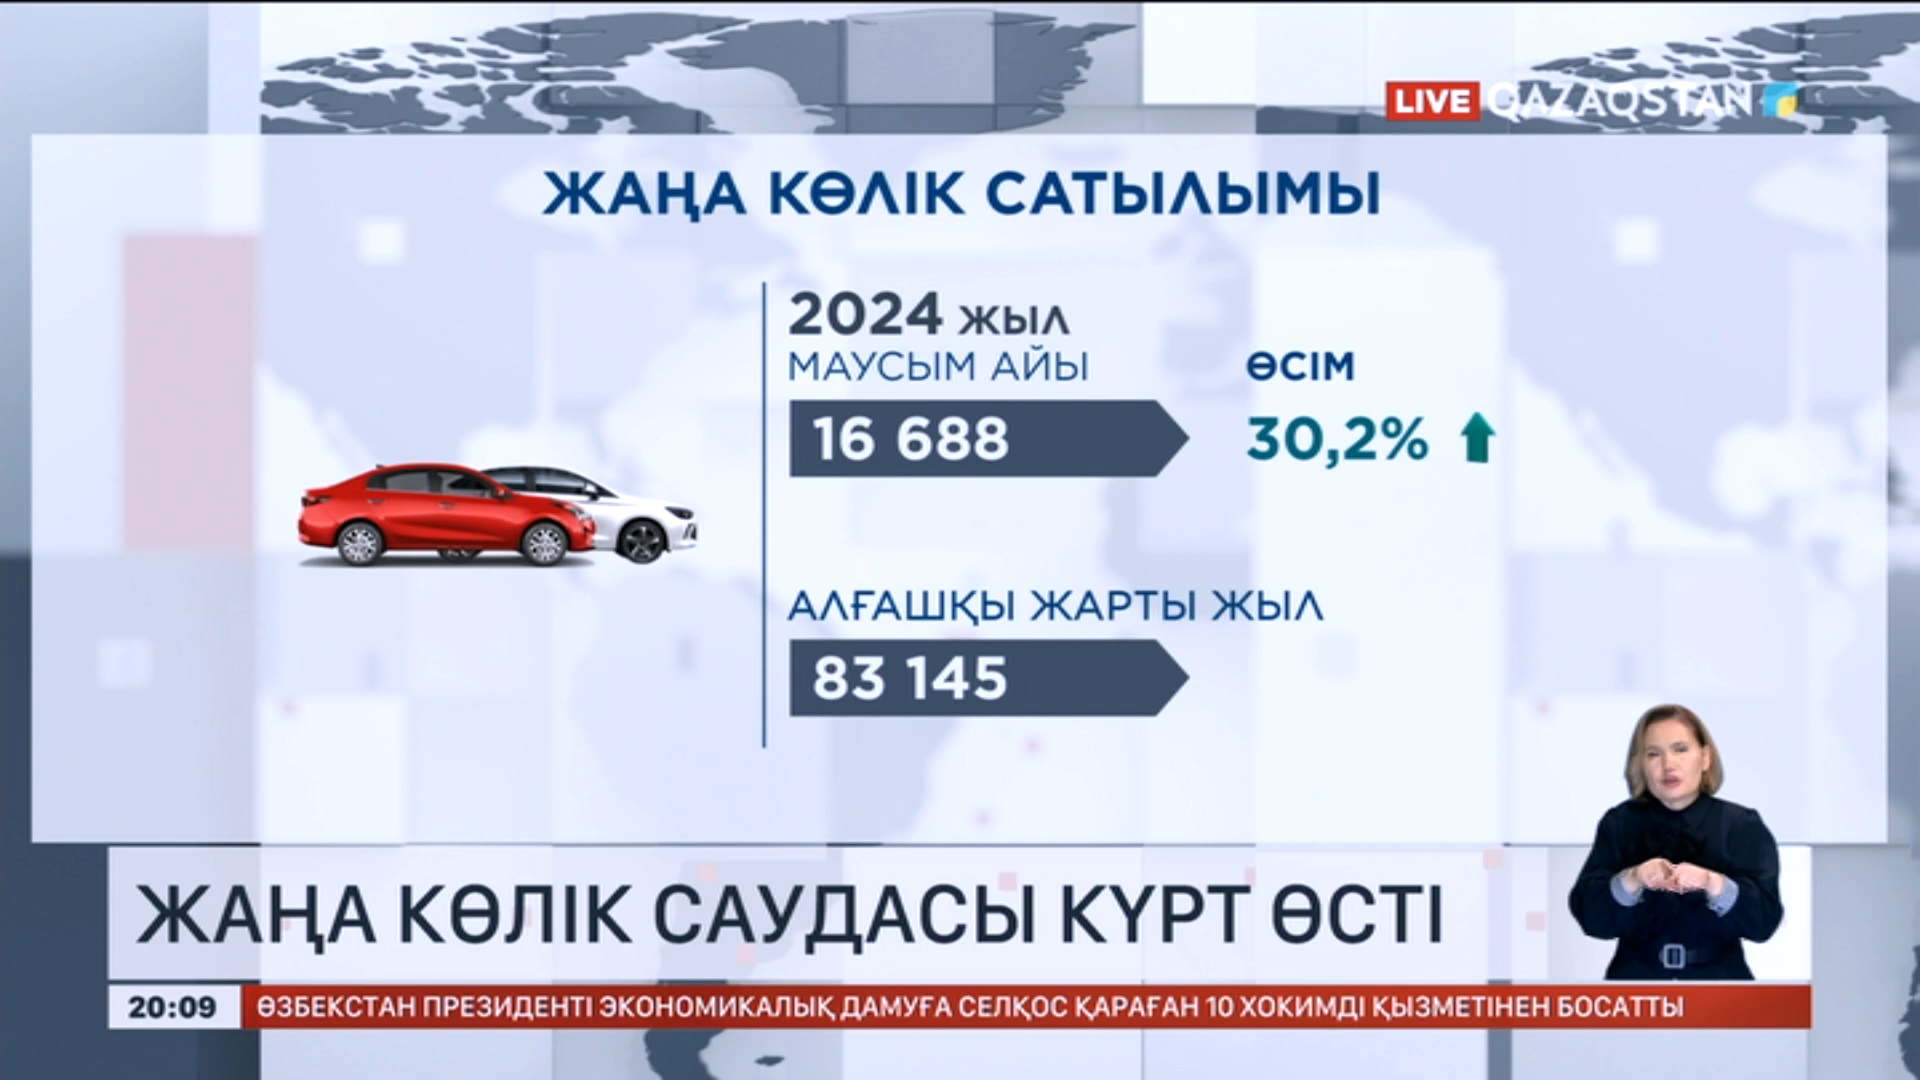 LIVE QAZAQSTAN
ЖАҢА КӨЛІК САТЫЛЫМЫ
2024 ЖЫЛ
МАУСЫМ АЙЫ
ӨСІМ
16 688
30,2%
АЛҒАШҚЫ ЖАРТЫ ЖЫЛ
83 145
ЖАҢА КӨЛІК САУДАСЫ КҮРТ ӨСТІ
20:09 ӨЗБЕКСТАН ПРЕЗИДЕНТІ ЭКОНОМИКАЛЫҚ ДАМУҒА СЕЛҚОС ҚАРАҒАН 10 ХОКИМДІ ҚЫЗМЕТІНЕН БОСАТТЫ